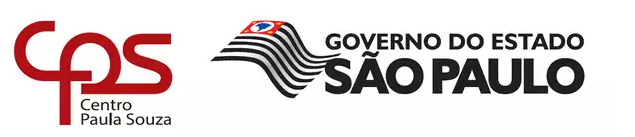 cps
Centro
Paula Souza
GOVERNO DO ESTADO
SÃO PAULO